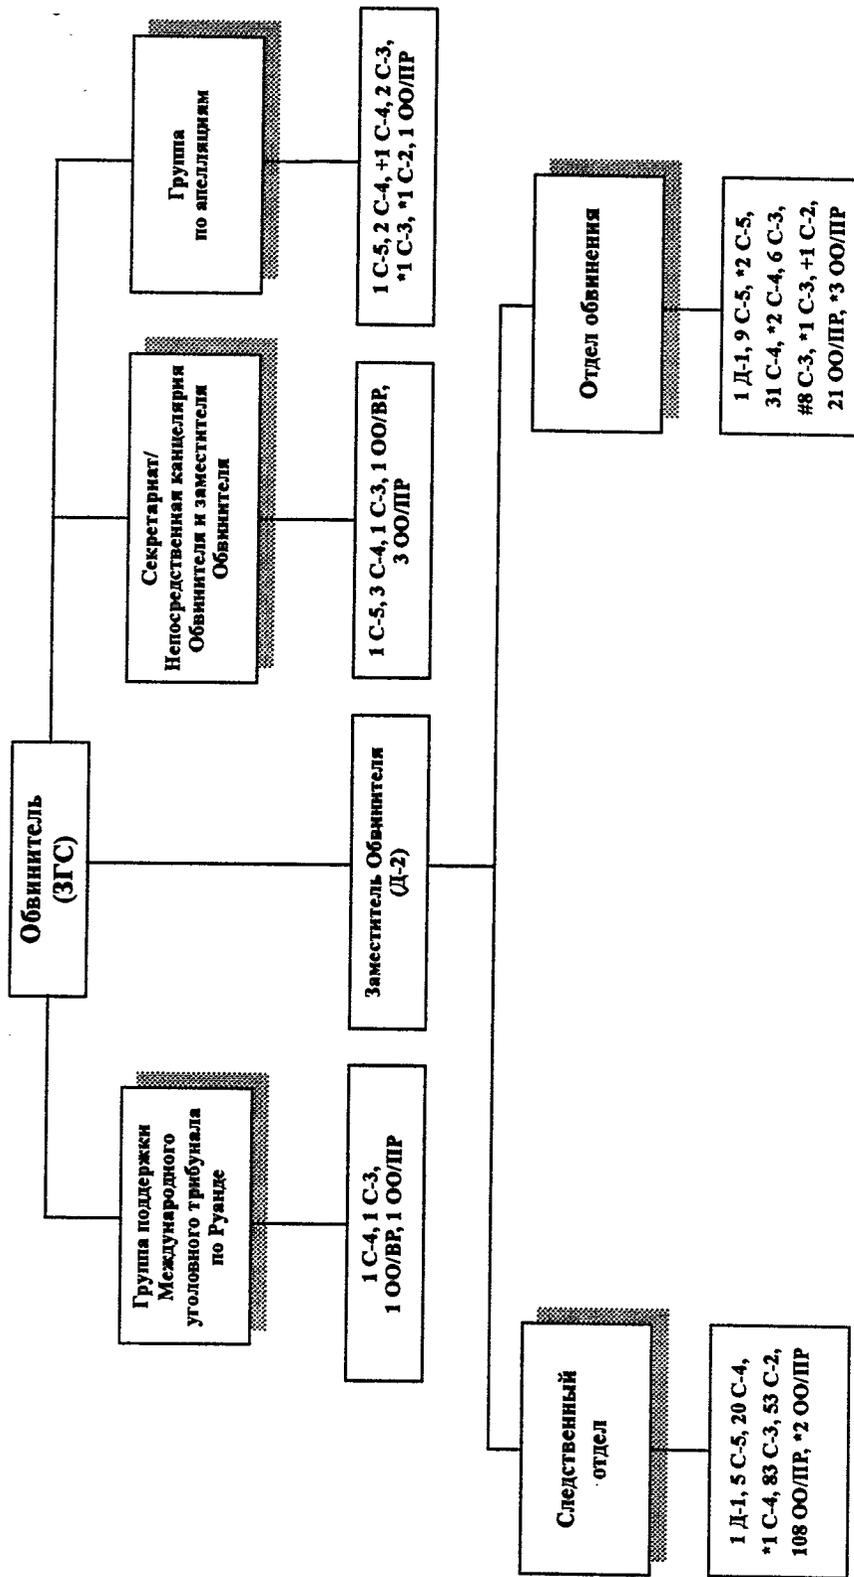 Обвинитель
(ЗГС)
Группа поддержки
Международного
уголовного трибунала
по Руанде
1 С-4, 1 С-3,
1 ОО/ВР, 1 ОО/ПР
Секретариат/
Непосредственная канцелярия
Обвинителя и заместителя
Обвинителя
1 С-5, 3 С-4, 1 С-3, 1 ОО/ВР,
3 ОО/ПР
Группа
по апелляциям
1 С-5, 2 С-4, +1 С-4, 2 С-3,
*1 С-3, *1 С-2, 1 ОО/ПР
Заместитель Обвинителя
(Д-2)
Следственный
отдел
1 Д-1, 5 С-5, 20 С-4,
*1 С-4, 83 С-3, 53 С-2,
108 ОО/ПР, *2 ОО/ПР
Отдел обвинения
1 Д-1, 9 С-5, *2 С-5,
31 С-4, *2 С-4, 6 С-3,
#8 С-3, *1 С-3, +1 С-2,
21 ОО/ПР, *3 ОО/ПР